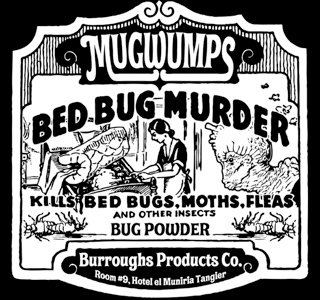 MUGWUMPS
BED BUG MURDER
KILLS BED BUGS, MOTHS, FLEAS
AND OTHER INSECTS
BUG POWDER
Burroughs Products Co.
Room #9, Hotel el Muniria Tangier